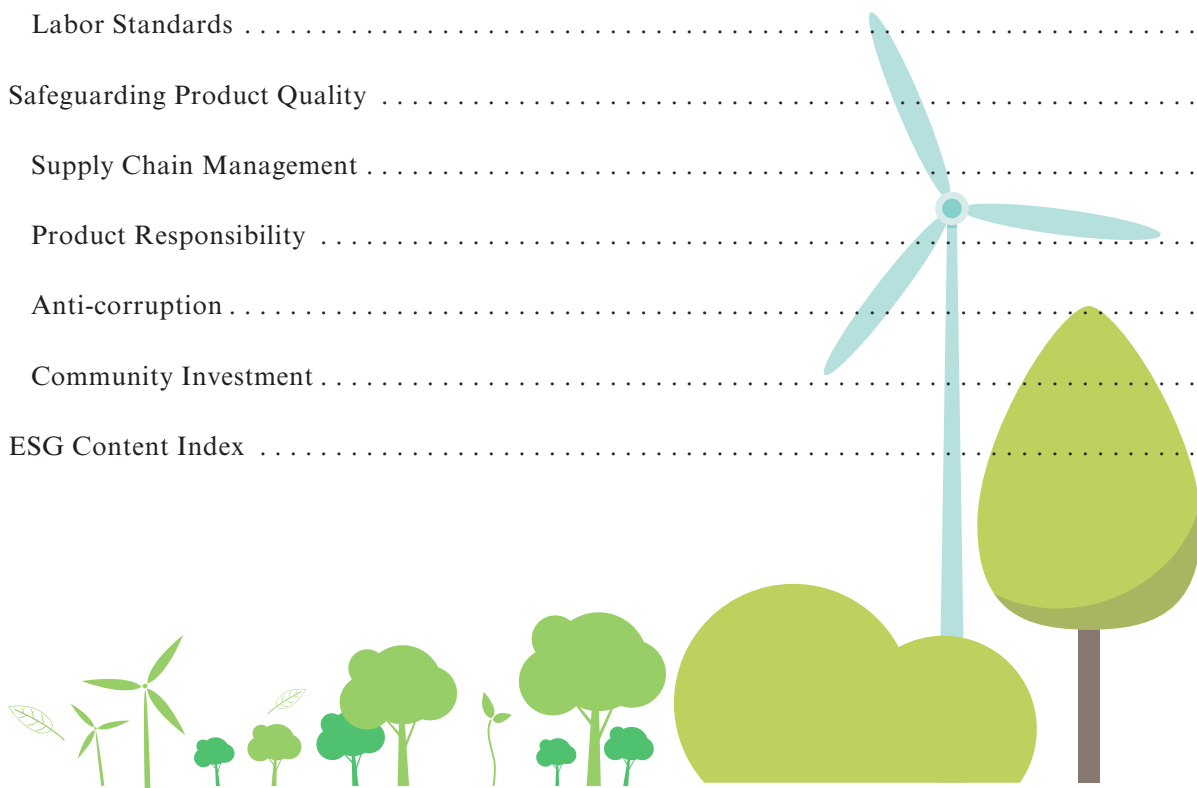 Labor Standards . . . . . . . . . . . . . . . . . . . . . . . . . . . . . . . . . . . . . . . . . . . . . . . . . . . . . . . . . . . . . . .
Safeguarding Product Quality . . . . . . . . . . . . . . . . . . . . . . . . . . . . . . . . . . . . . . . . . . . . . . . . . . . . . .
Supply Chain Management . . . . . . . . . . . . . . . . . . . . . . . . . . . . . . . . . . . . . . . . . . . . . . . . . . . . . . .
Product Responsibility . . . . . . . . . . . . . . . . . . . . . . . . . . . . . . . . . . . . . . . . . . . . . . . . . . . . . . . . . .
Anti-corruption . . . . . . . . . . . . . . . . . . . . . . . . . . . . . . . . . . . . . . . . . . . . . . . . . . . . . . . . . . . . . . . .
Community Investment . . . . . . . . . . . . . . . . . . . . . . . . . . . . . . . . . . . . . . . . . . . . . . . . . . . . . . . . . .
ESG Content Index . . . . . . . . . . . . . . . . . . . . . . . . . . . . . . . . . . . . . . . . . . . . . . . . . . . . . . . . . . . . . .